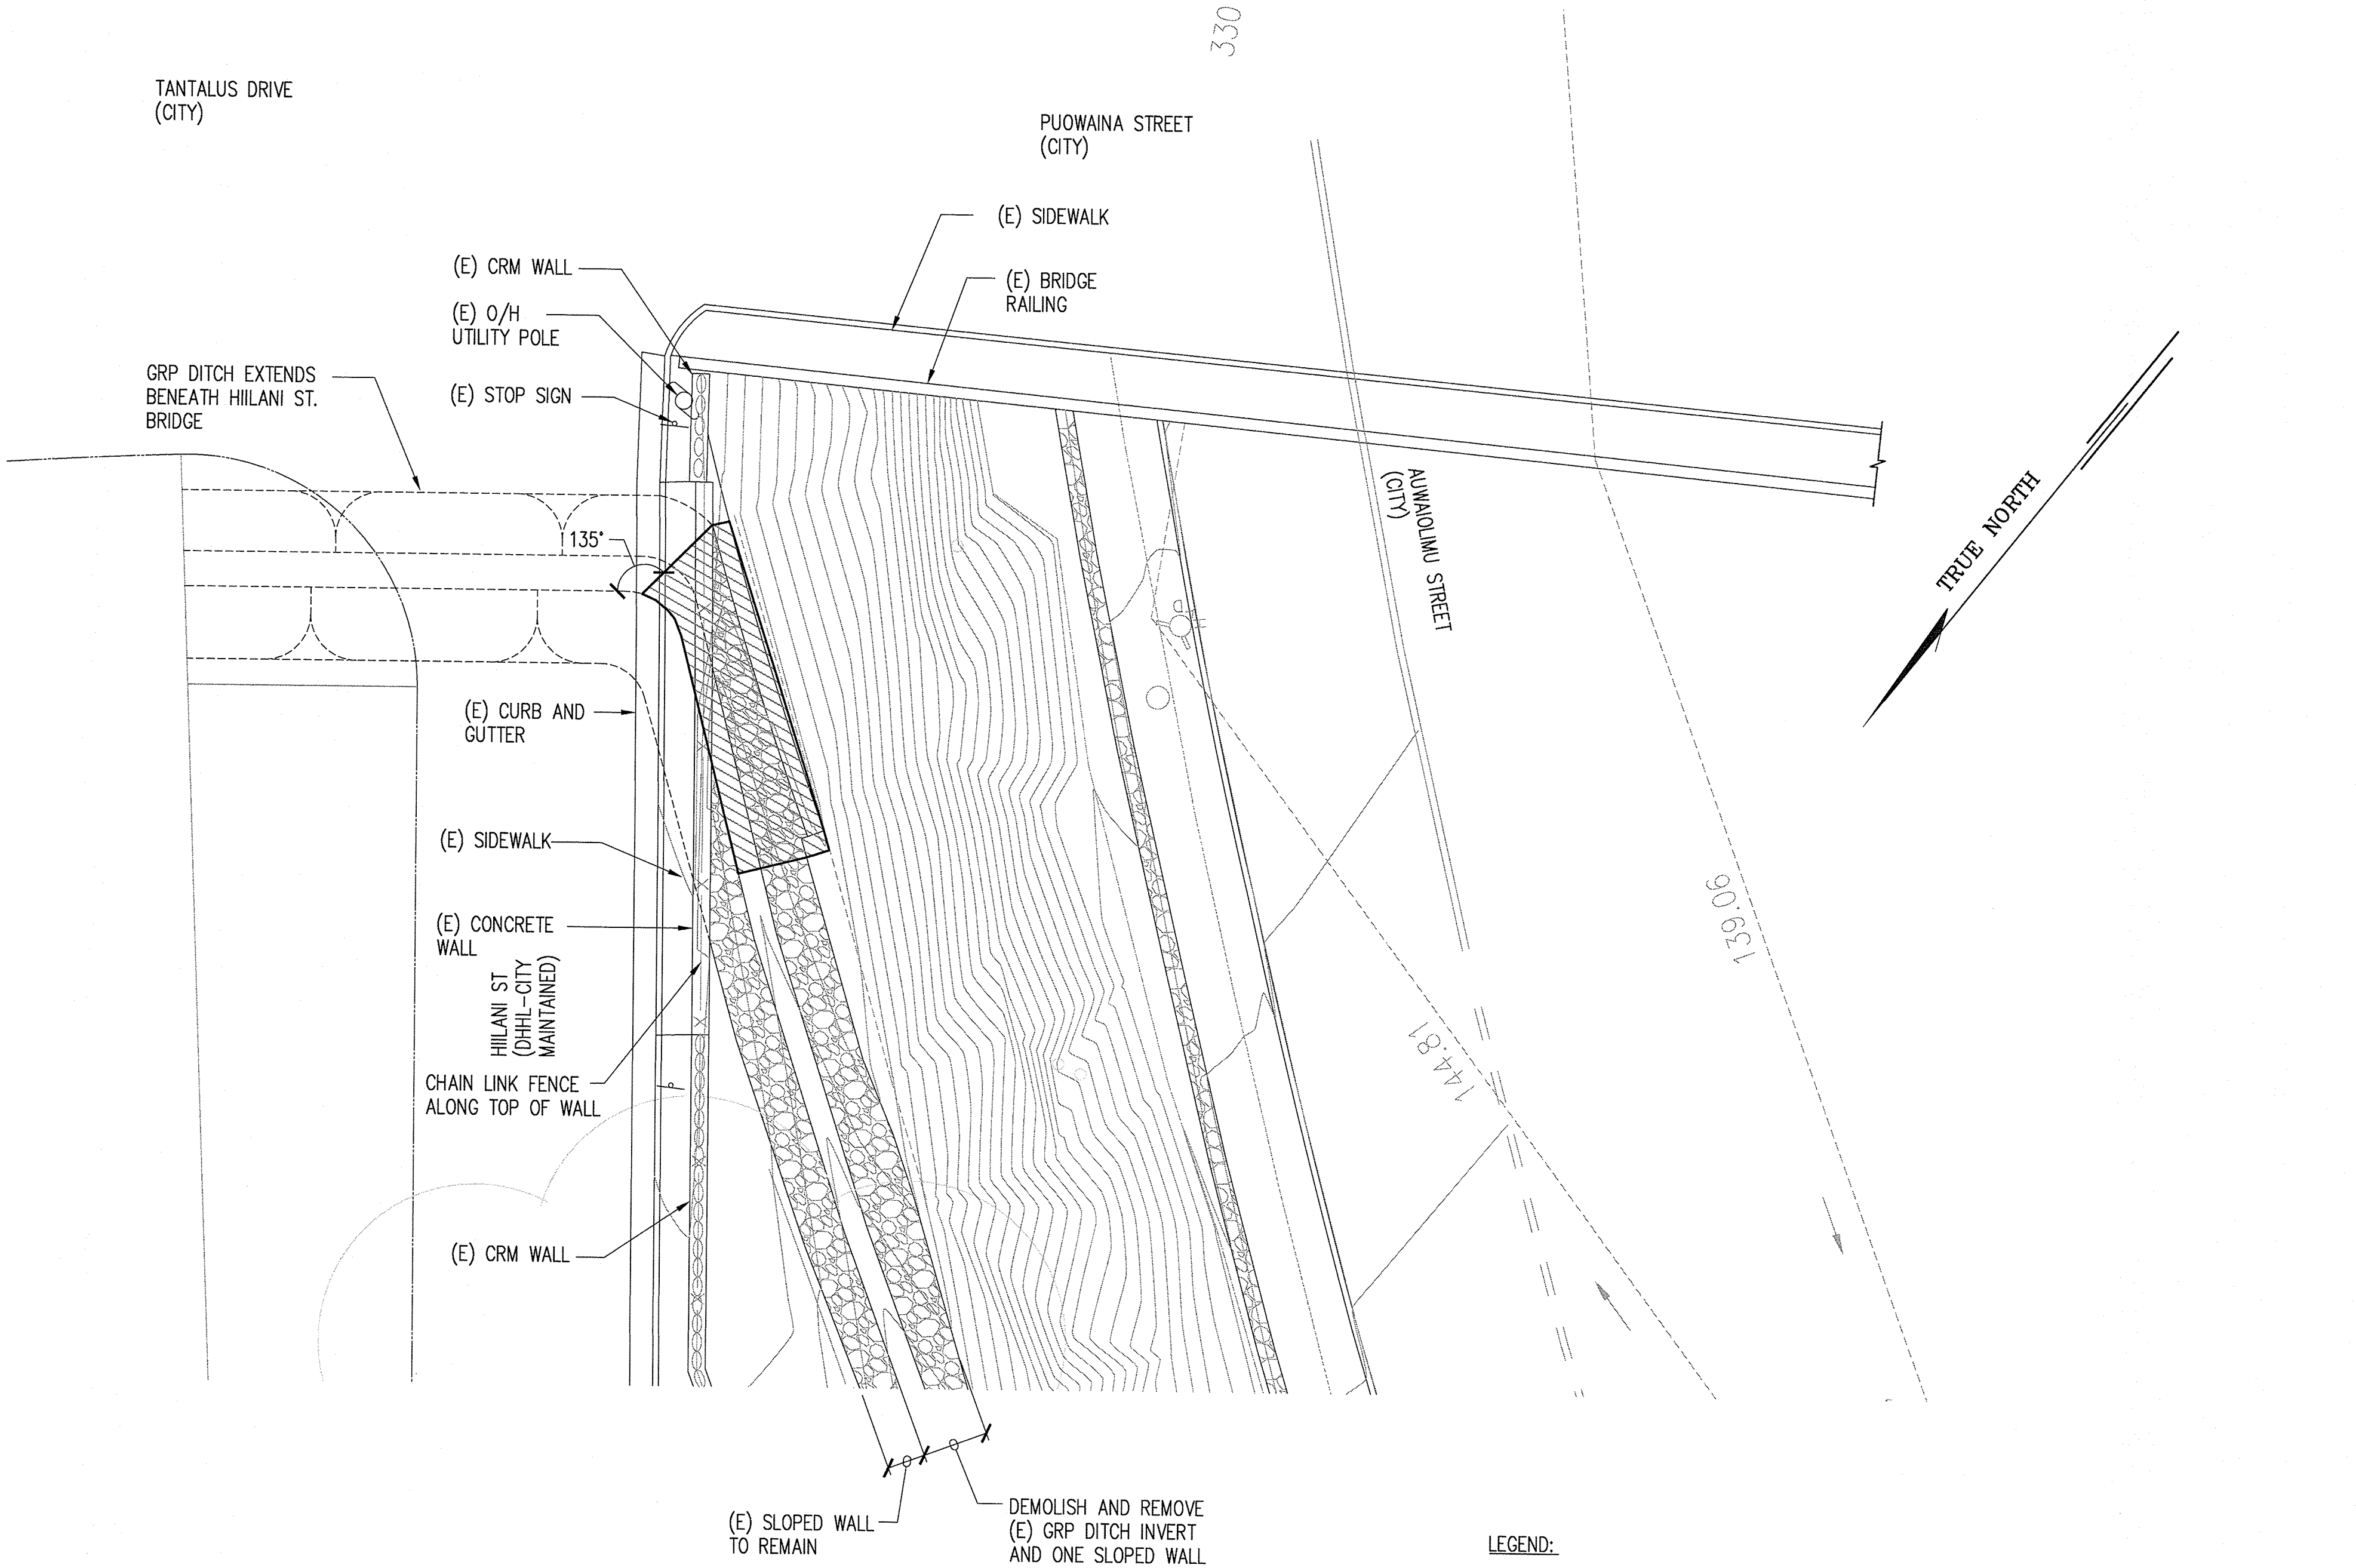 330
TANTALUS DRIVE
(CITY)
PUOWAINA STREET
(CITY)
(E) SIDEWALK
(E) CRM WALL
(E) BRIDGE
RAILING
(E) O/H
UTILITY POLE
GRP DITCH EXTENDS
BENEATH HIILANI ST.
BRIDGE
(E) STOP SIGN
AUWAIOLIMU STREET
(CITY)
TRUE NORTH
135°
(E) CURB AND
GUTTER
(E) SIDEWALK
139.06
(E) CONCRETE
WALL
HIILANI ST
(DHHL-CITY
MAINTAINED)
144.81
CHAIN LINK FENCE
ALONG TOP OF WALL
(E) CRM WALL
(E) SLOPED WALL
TO REMAIN
DEMOLISH AND REMOVE
(E) GRP DITCH INVERT
AND ONE SLOPED WALL
LEGEND: